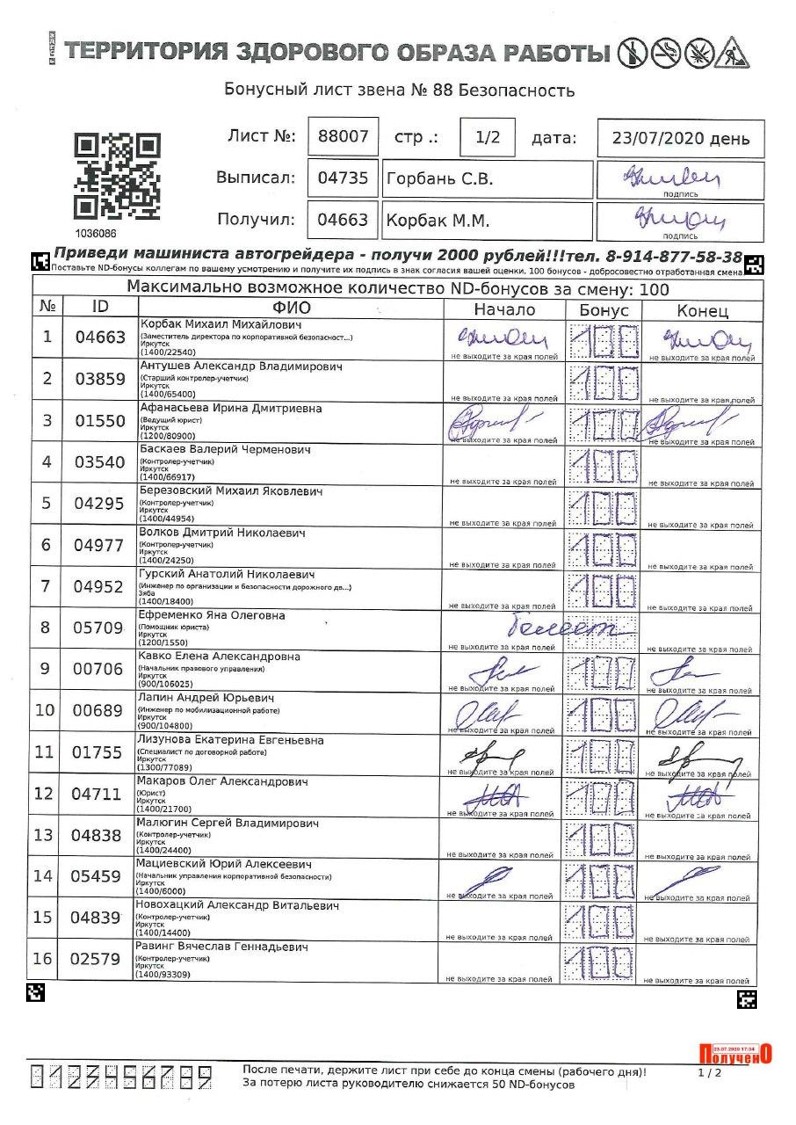 ТЕРРИТОРИЯ ЗДОРОВОГО ОБРАЗА РАБОТЫ
Бонусный лист звена № 88 Безопасность
Лист №: 88007 стр .: 1/2 дата: 23/07/2020 день
Выписал: 04735 Горбань С.В.
подпись
Получил: 04663 Корбак М.М.
подпись
1036086
Приведи машиниста автогрейдера - получи 2000 рублей!!!тел. 8-914-877-58-38
Поставьте ND-бонусы коллегам по вашему усмотрению и получите их подпись в знак согласия вашей оценки. 100 бонусов - добросовестно отработанная смена
Максимально возможное количество ND-бонусов за смену: 100
№ ID ФИО Начало Бонус Конец
1 04663 Корбак Михаил Михайлович 100
(Заместитель директора по корпоративной безопасност...)
Иркутск
(1400/22540)
не выходите за края полей не выходите за края полей
2 03859 Антушев Александр Владимирович 100
(Старший контролер-учетчик)
Иркутск
(1400/65400)
не выходите за края полей не выходите за края полей
3 01550 Афанасьева Ирина Дмитриевна 100
(Ведущий юрист)
Иркутск
(1200/80900)
не выходите за края полей не выходите за края полей
4 03540 Баскаев Валерий Черменович 100
(Контролер-учетчик)
Иркутск
(1400/66917)
не выходите за края полей не выходите за края полей
5 04295 Березовский Михаил Яковлевич 100
(Контролер-учетчик)
Иркутск
(1400/44954)
не выходите за края полей не выходите за края полей
6 04977 Волков Дмитрий Николаевич 100
(Контролер-учетчик)
Иркутск
(1400/24250)
не выходите за края полей не выходите за края полей
7 04952 Гурский Анатолий Николаевич 100
(Инженер по организации и безопасности дорожного дв...)
Зяба
(1400/18400)
не выходите за края полей не выходите за края полей
8 05709 Ефременко Яна Олеговна
(Помощник юриста)
Иркутск
(1200/1550)
не выходите за края полей не выходите за края полей
9 00706 Кавко Елена Александровна 100
(Начальник правового управления)
Иркутск
(900/106025)
не выходите за края полей не выходите за края полей
10 00689 Лапин Андрей Юрьевич 100
(Инженер по мобилизационной работе)
Иркутск
(900/104800)
не выходите за края полей не выходите за края полей
11 01755 Лизунова Екатерина Евгеньевна 100
(Специалист по договорной работе)
Иркутск
(1300/77089)
не выходите за края полей не выходите за края полей
12 04711 Макаров Олег Александрович 100
(Юрист)
Иркутск
(1400/21700)
не выходите за края полей не выходите за края полей
13 04838 Малюгин Сергей Владимирович 100
(Контролер-учетчик)
Иркутск
(1400/24400)
не выходите за края полей не выходите за края полей
14 05459 Мациевский Юрий Алексеевич 100
(Начальник управления корпоративной безопасности)
Иркутск
(1400/6000)
не выходите за края полей не выходите за края полей
15 04839 Новохацкий Александр Витальевич 100
(Контролер-учетчик)
Иркутск
(1400/14400)
не выходите за края полей не выходите за края полей
16 02579 Равинг Вячеслав Геннадьевич 100
(Контролер-учетчик)
Иркутск
(1400/93309)
не выходите за края полей не выходите за края полей
ПолученО
0123456789
После печати, держите лист при себе до конца смены (рабочего дня)! 1 / 2
За потерю листа руководителю снижается 50 ND-бонусов